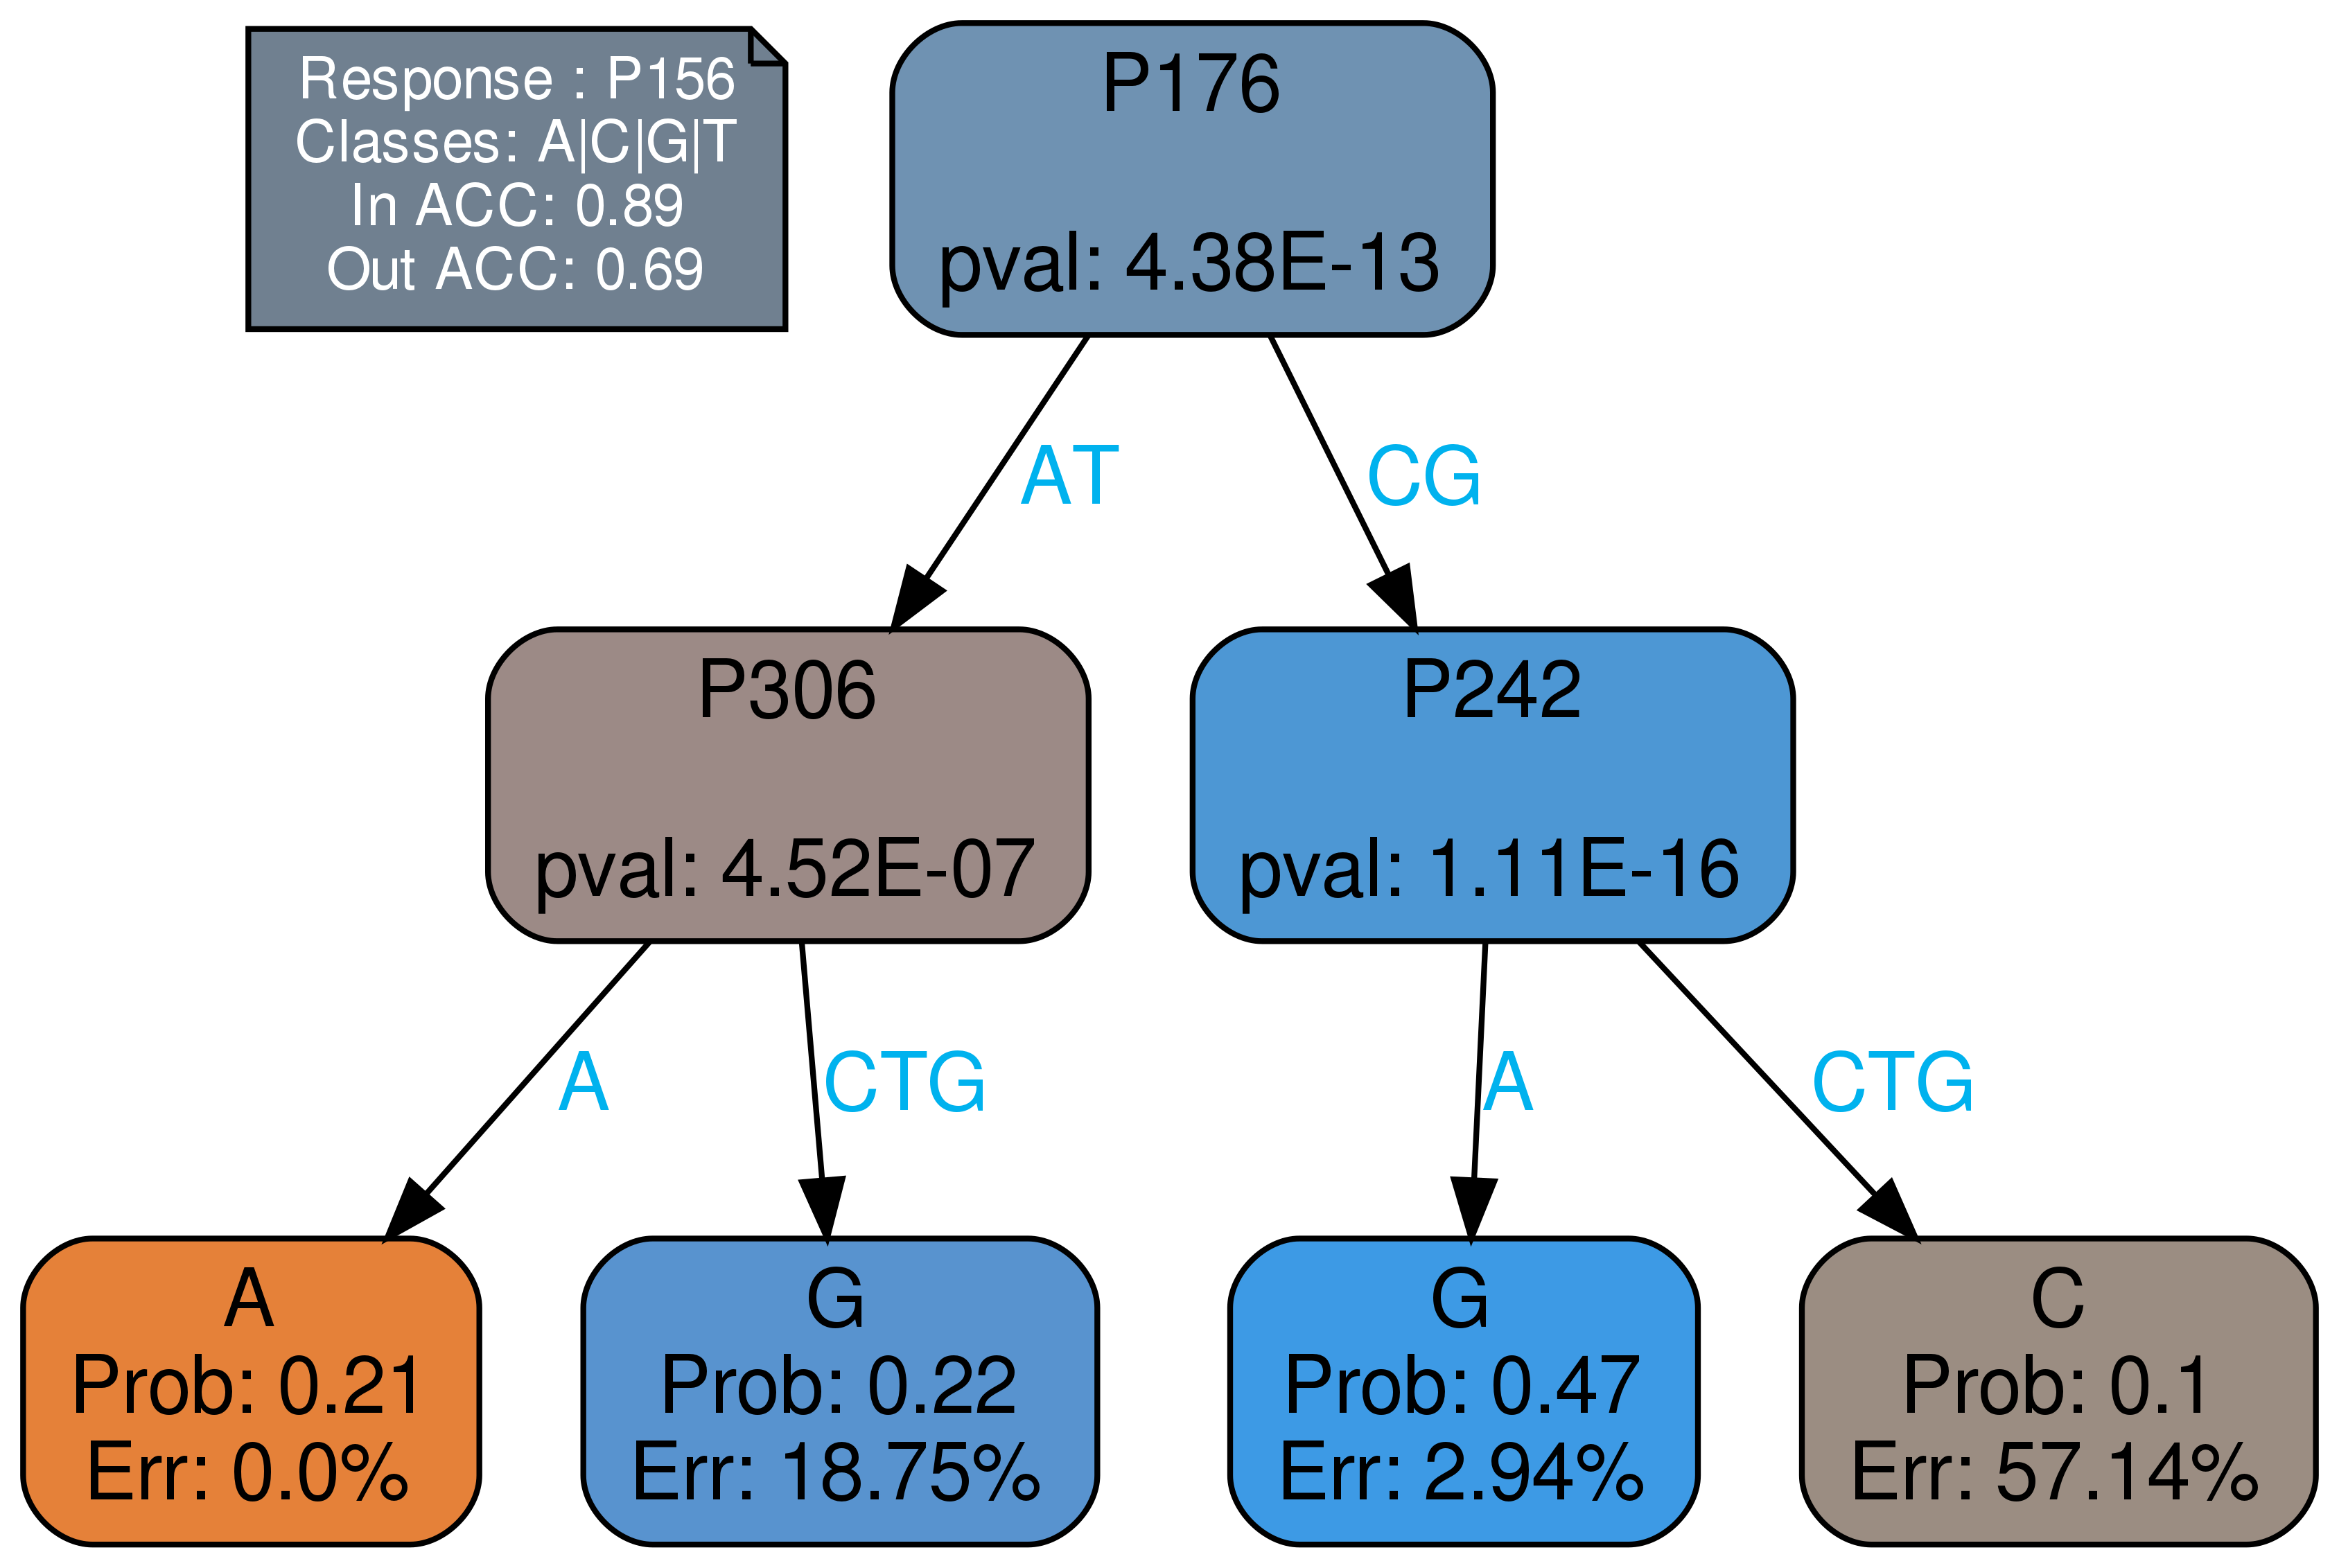 Response : P156
Classes: A|C|G|T
In ACC: 0.89
Out ACC: 0.69
P176
pval: 4.38E-13
AT
CG
P306
pval: 4.52E-07
P242
pval: 1.11E-16
A
CTG
A
CTG
A
Prob: 0.21
Err: 0.0%
G
Prob: 0.22
Err: 18.75%
G
Prob: 0.47
Err: 2.94%
C
Prob: 0.1
Err: 57.14%